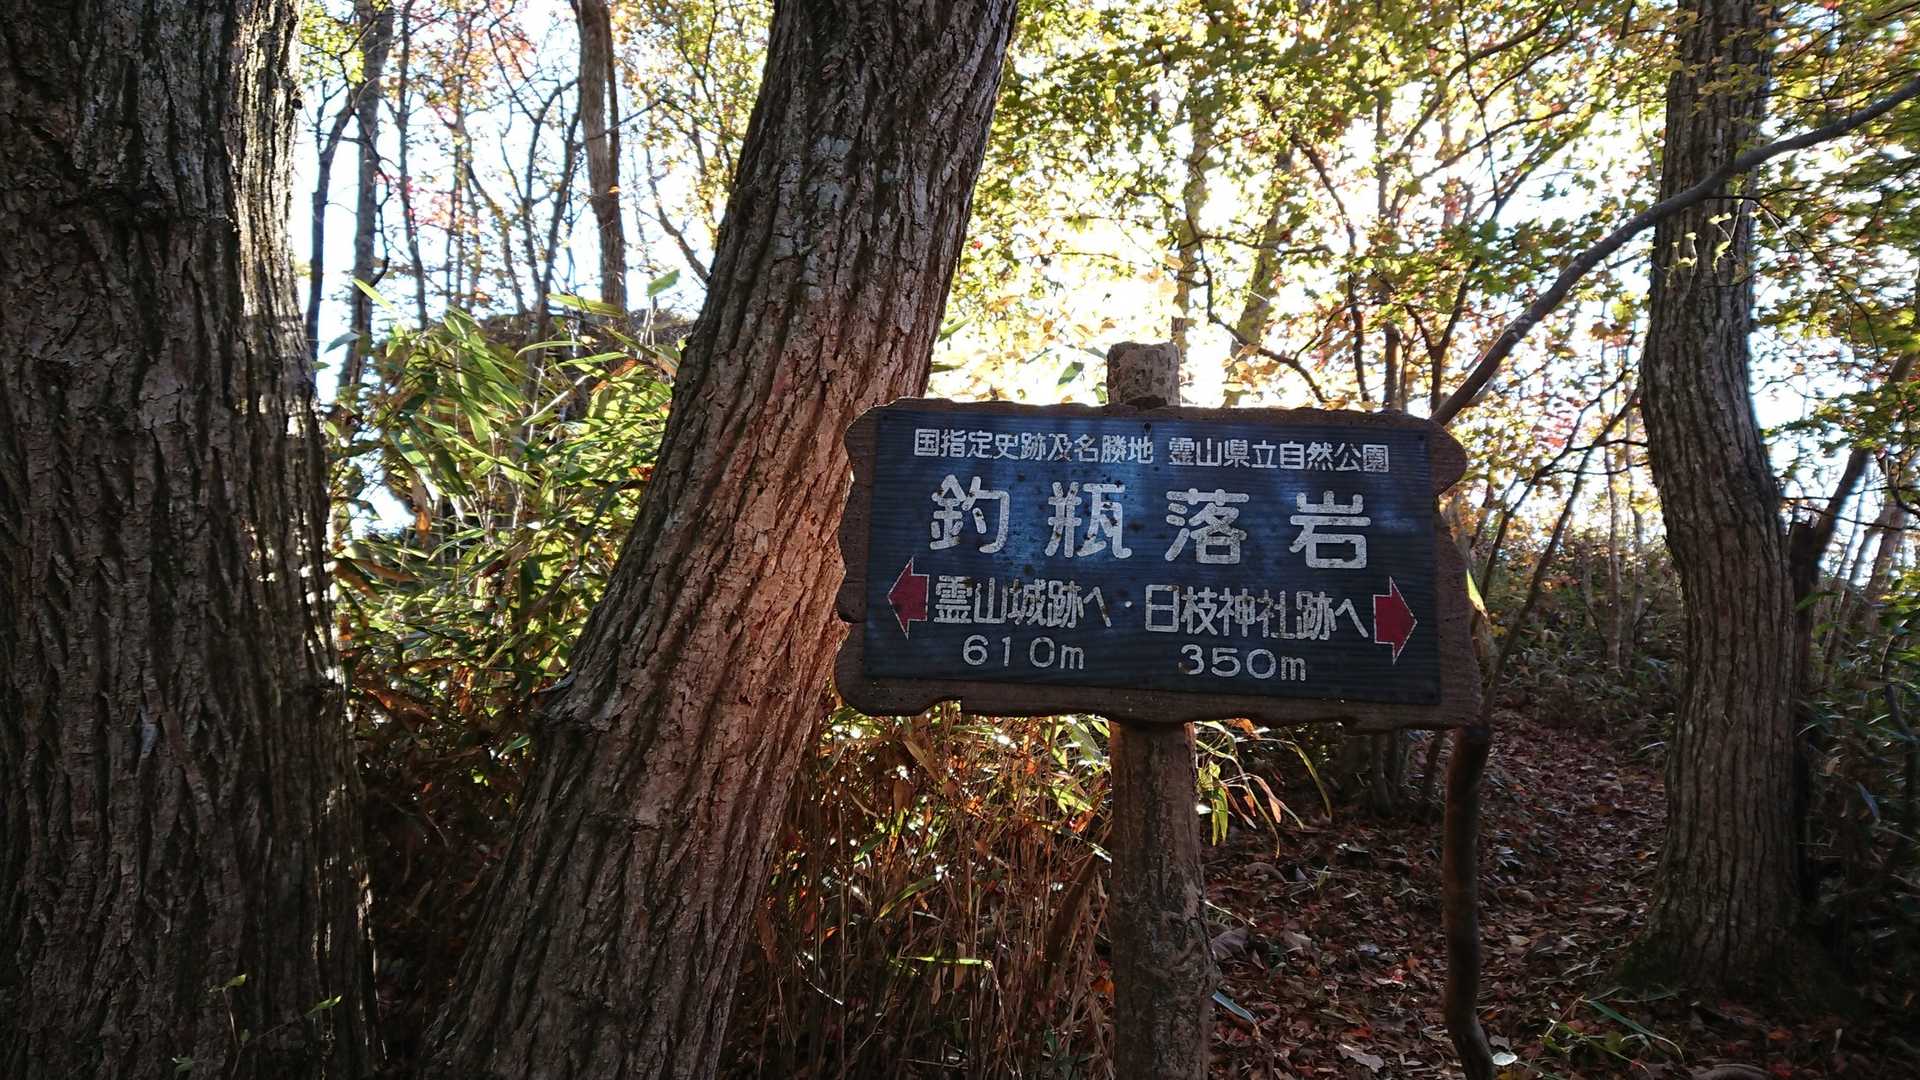 国指定史跡及名勝地 霊山県立自然公園
釣瓶落岩
霊山城跡へ・日枝神社跡へ
610m 350m